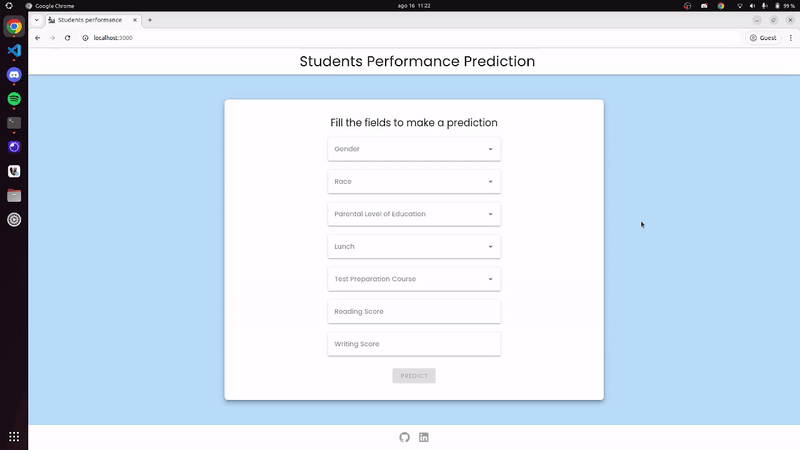 Google Chrome
ago 16 11:22
99 %
Students performance
localhost:3000
Guest
Students Performance Prediction
Fill the fields to make a prediction
Gender
Race
Parental Level of Education
Lunch
Test Preparation Course
Reading Score
Writing Score
PREDICT